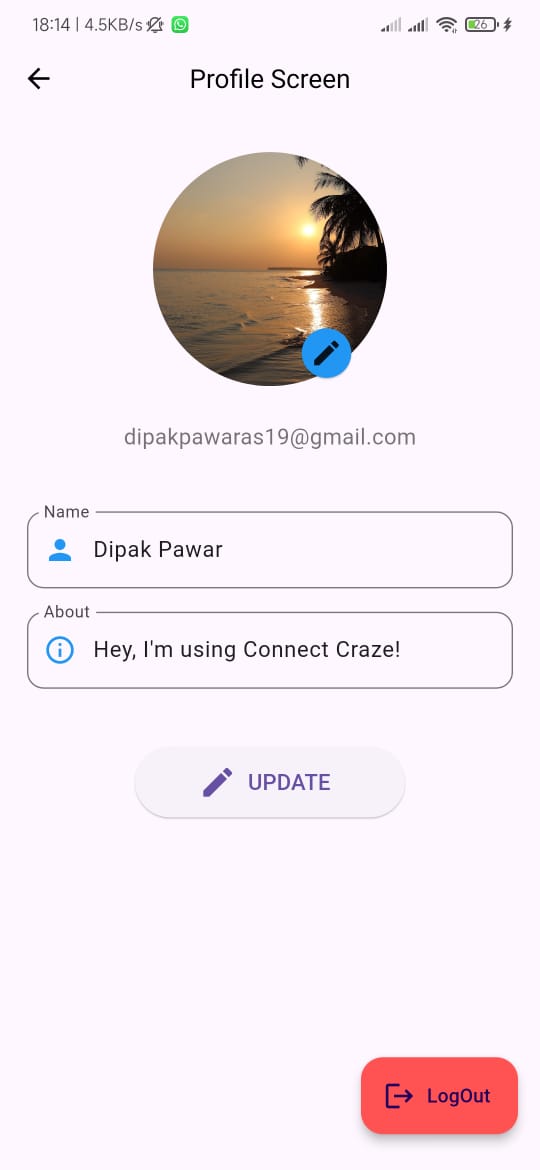 18:14 | 4.5KB/s
26
Profile Screen
dipakpawaras19@gmail.com
Name
Dipak Pawar
About
Hey, I'm using Connect Craze!
UPDATE
LogOut